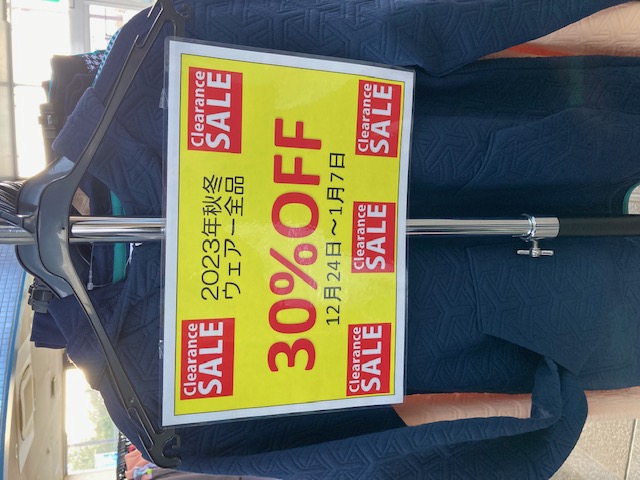 Clearance
SALE
Clearance
SALE
2023年秋冬
ウェアー全品
30%OFF
12月24日～1月7日
Clearance
SALE
Clearance
SALE
Clearance
SALE